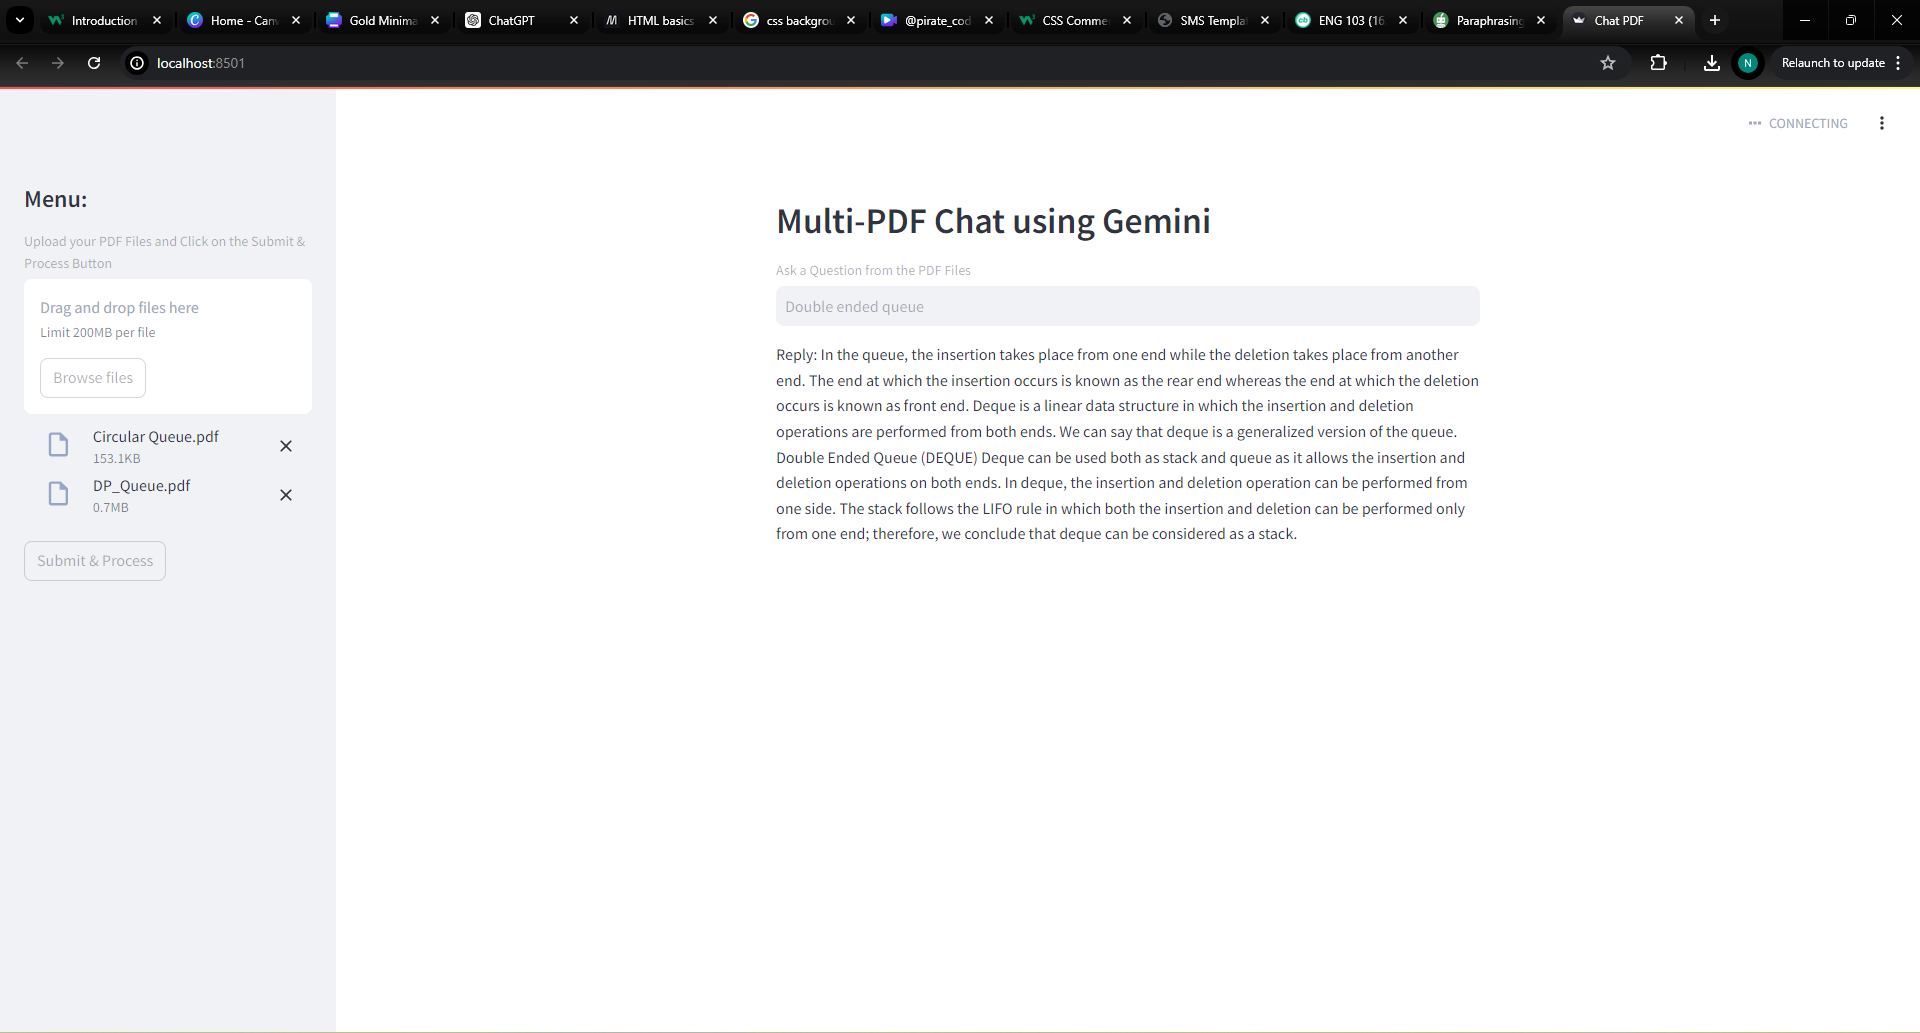 Introduction
Home - Can
Gold Minima
ChatGPT
HTML basics
css backgrou
@pirate_cod
CSS Comme
SMS Templa
ENG 103 (16
Paraphrasing
Chat PDF
localhost:8501
N
Relaunch to update
CONNECTING
Menu:
Upload your PDF Files and Click on the Submit &
Process Button
Drag and drop files here
Limit 200MB per file
Browse files
Circular Queue.pdf
153.1KB
DP_Queue.pdf
0.7MB
Submit & Process
Multi-PDF Chat using Gemini
Ask a Question from the PDF Files
Double ended queue
Reply: In the queue, the insertion takes place from one end while the deletion takes place from another
end. The end at which the insertion occurs is known as the rear end whereas the end at which the deletion
occurs is known as front end. Deque is a linear data structure in which the insertion and deletion
operations are performed from both ends. We can say that deque is a generalized version of the queue.
Double Ended Queue (DEQUE) Deque can be used both as stack and queue as it allows the insertion and
deletion operations on both ends. In deque, the insertion and deletion operation can be performed from
one side. The stack follows the LIFO rule in which both the insertion and deletion can be performed only
from one end; therefore, we conclude that deque can be considered as a stack.